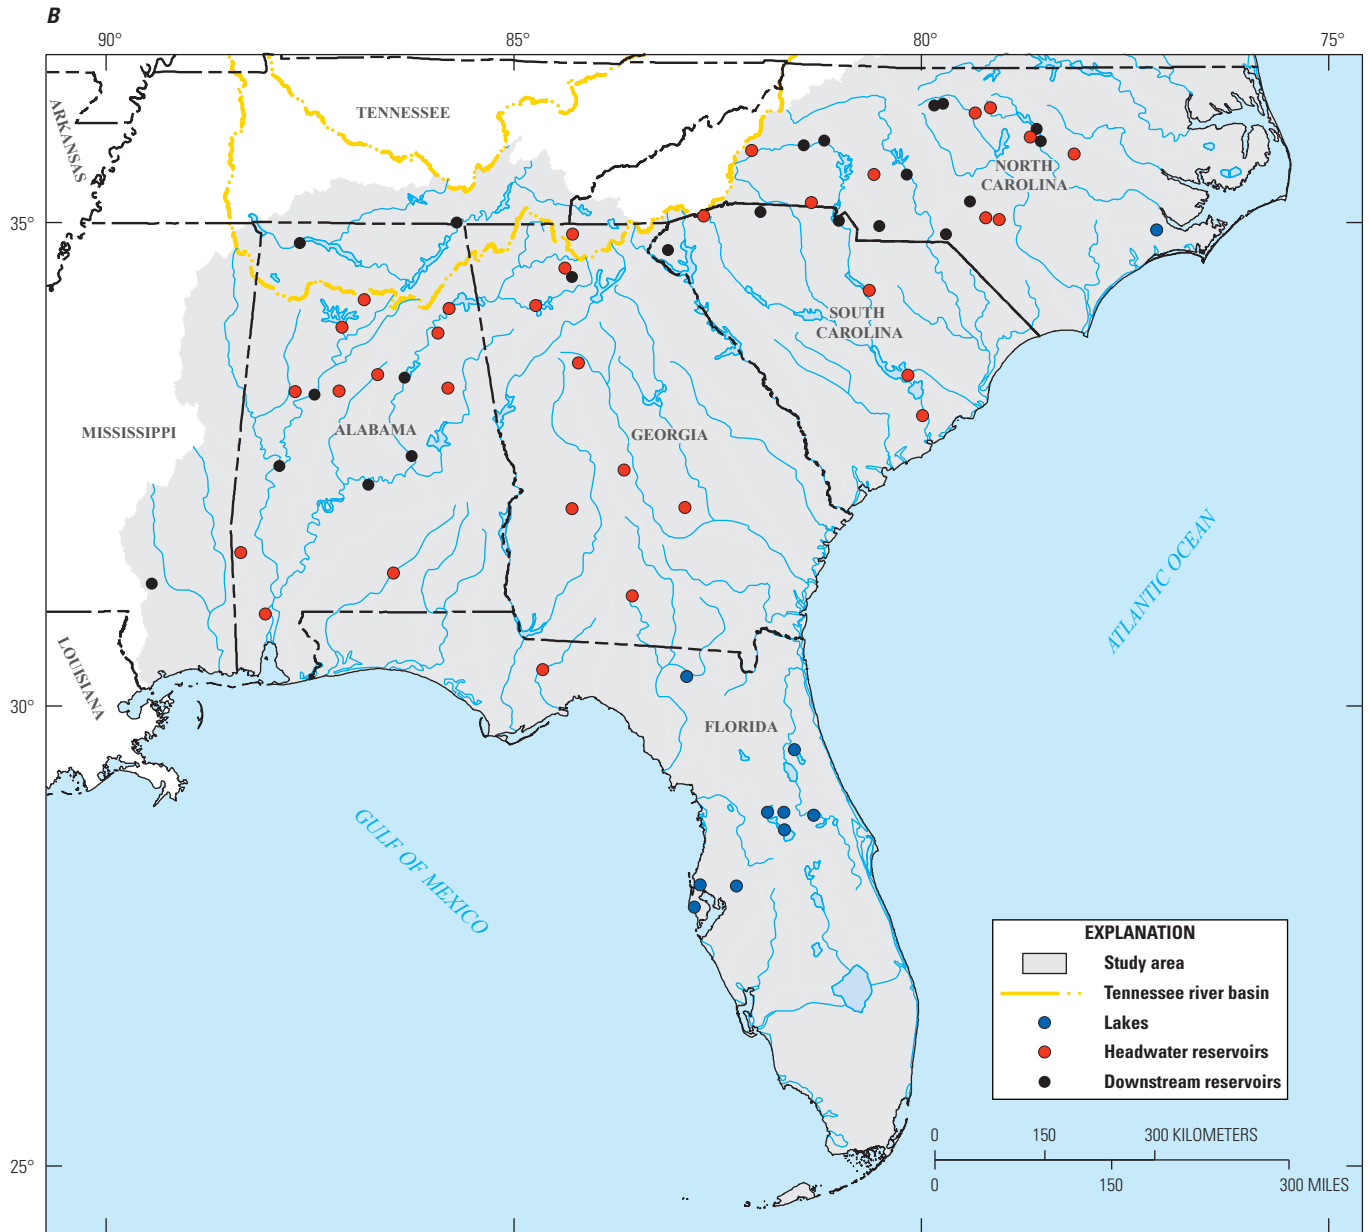 B
90°
85°
80°
75°
TENNESSEE
ARKANSAS
NORTH
CAROLINA
35°
SOUTH
CAROLINA
MISSISSIPPI
ALABAMA
GEORGIA
ATLANTIC OCEAN
LOUISIANA
30°
FLORIDA
GULF OF MEXICO
EXPLANATION
Study area
Tennessee river basin
Lakes
Headwater reservoirs
Downstream reservoirs
0 150 300 KILOMETERS
25°
0 150 300 MILES